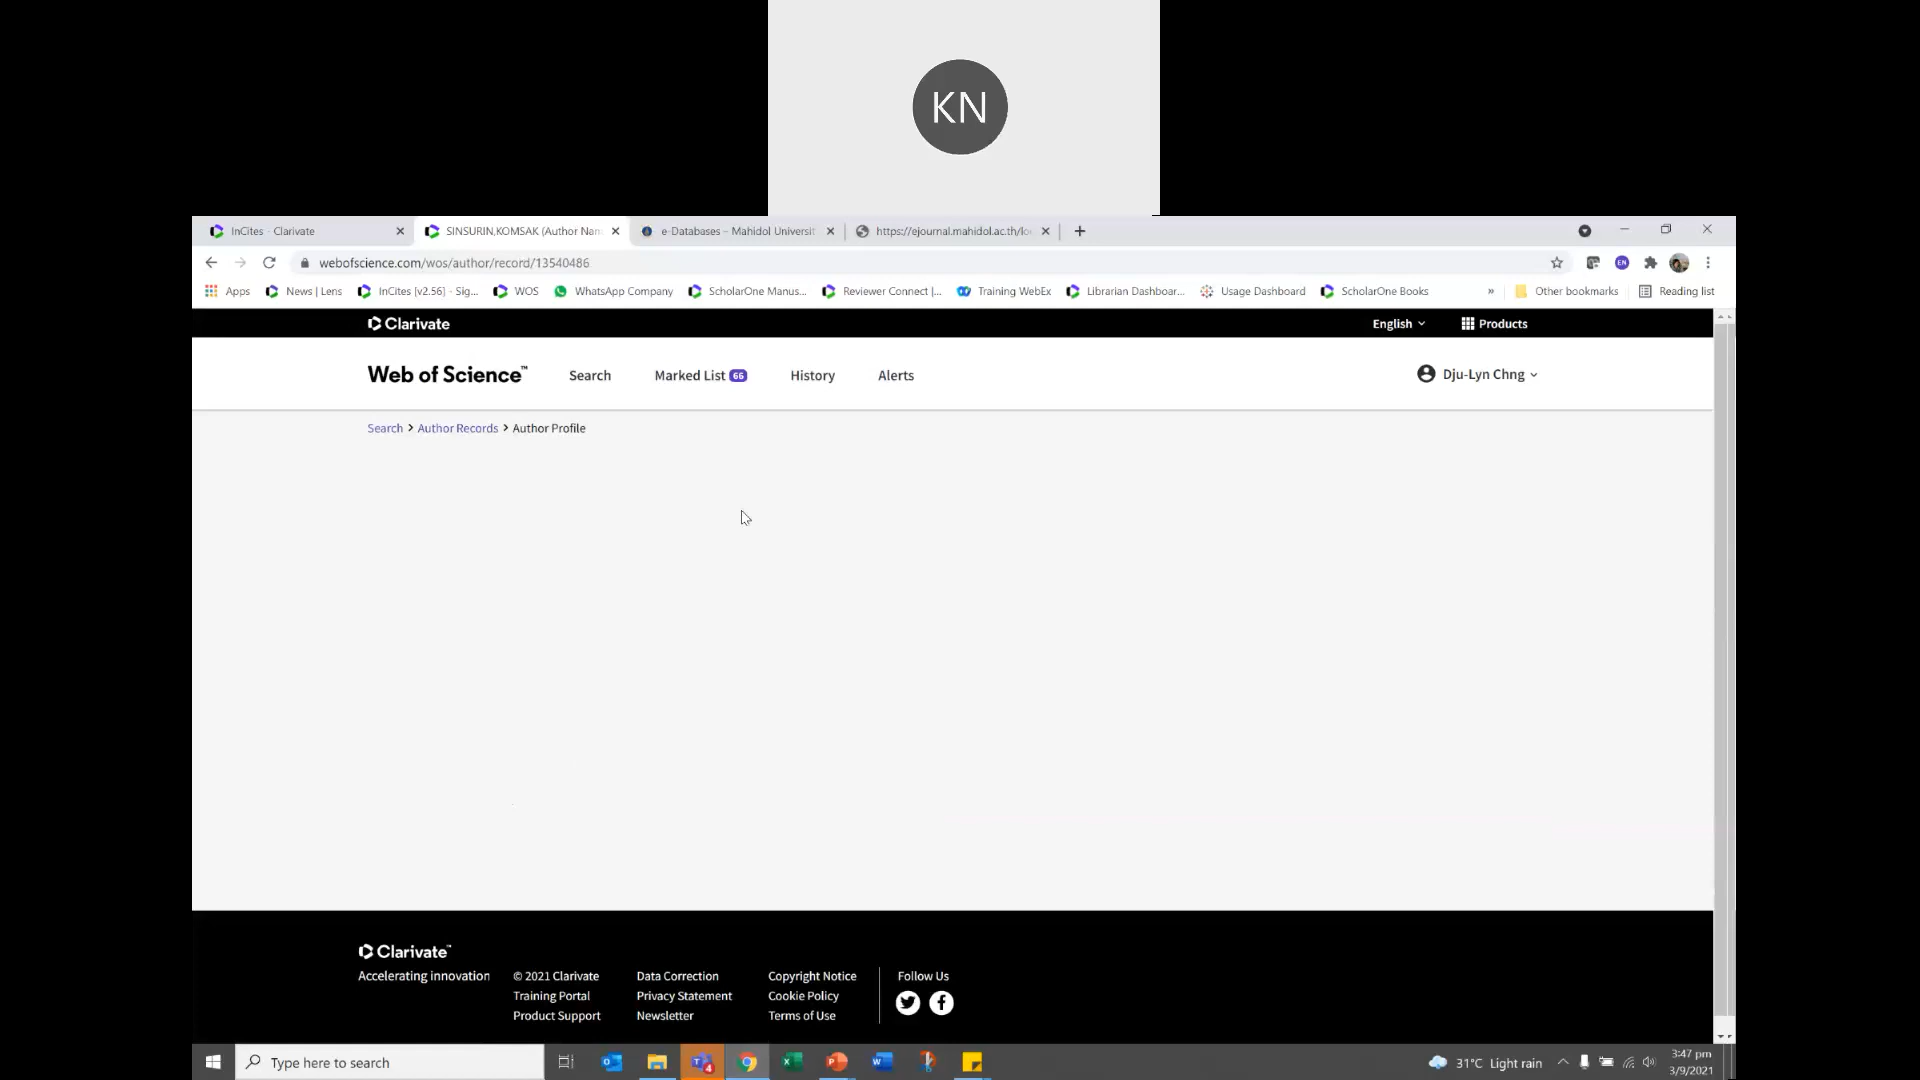 KN
InCites - Clarivate
SINSURIN,KOMSAK (Author Nam
e-Databases – Mahidol Universit
https://ejournal.mahidol.ac.th/lo
webofscience.com/wos/author/record/13540486
EN
Apps
News | Lens
InCites [v2.56] - Sig...
WOS
WhatsApp Company
ScholarOne Manus...
Reviewer Connect |...
Training WebEx
Librarian Dashboar...
Usage Dashboard
ScholarOne Books
»
Other bookmarks
Reading list
Clarivate
English
Products
Web of Science™
Search
Marked List 66
History
Alerts
Dju-Lyn Chng
Search > Author Records > Author Profile
Clarivate™
Accelerating innovation
© 2021 Clarivate
Training Portal
Product Support
Data Correction
Privacy Statement
Newsletter
Copyright Notice
Cookie Policy
Terms of Use
Follow Us
Type here to search
4
31°C Light rain
3:47 pm
3/9/2021